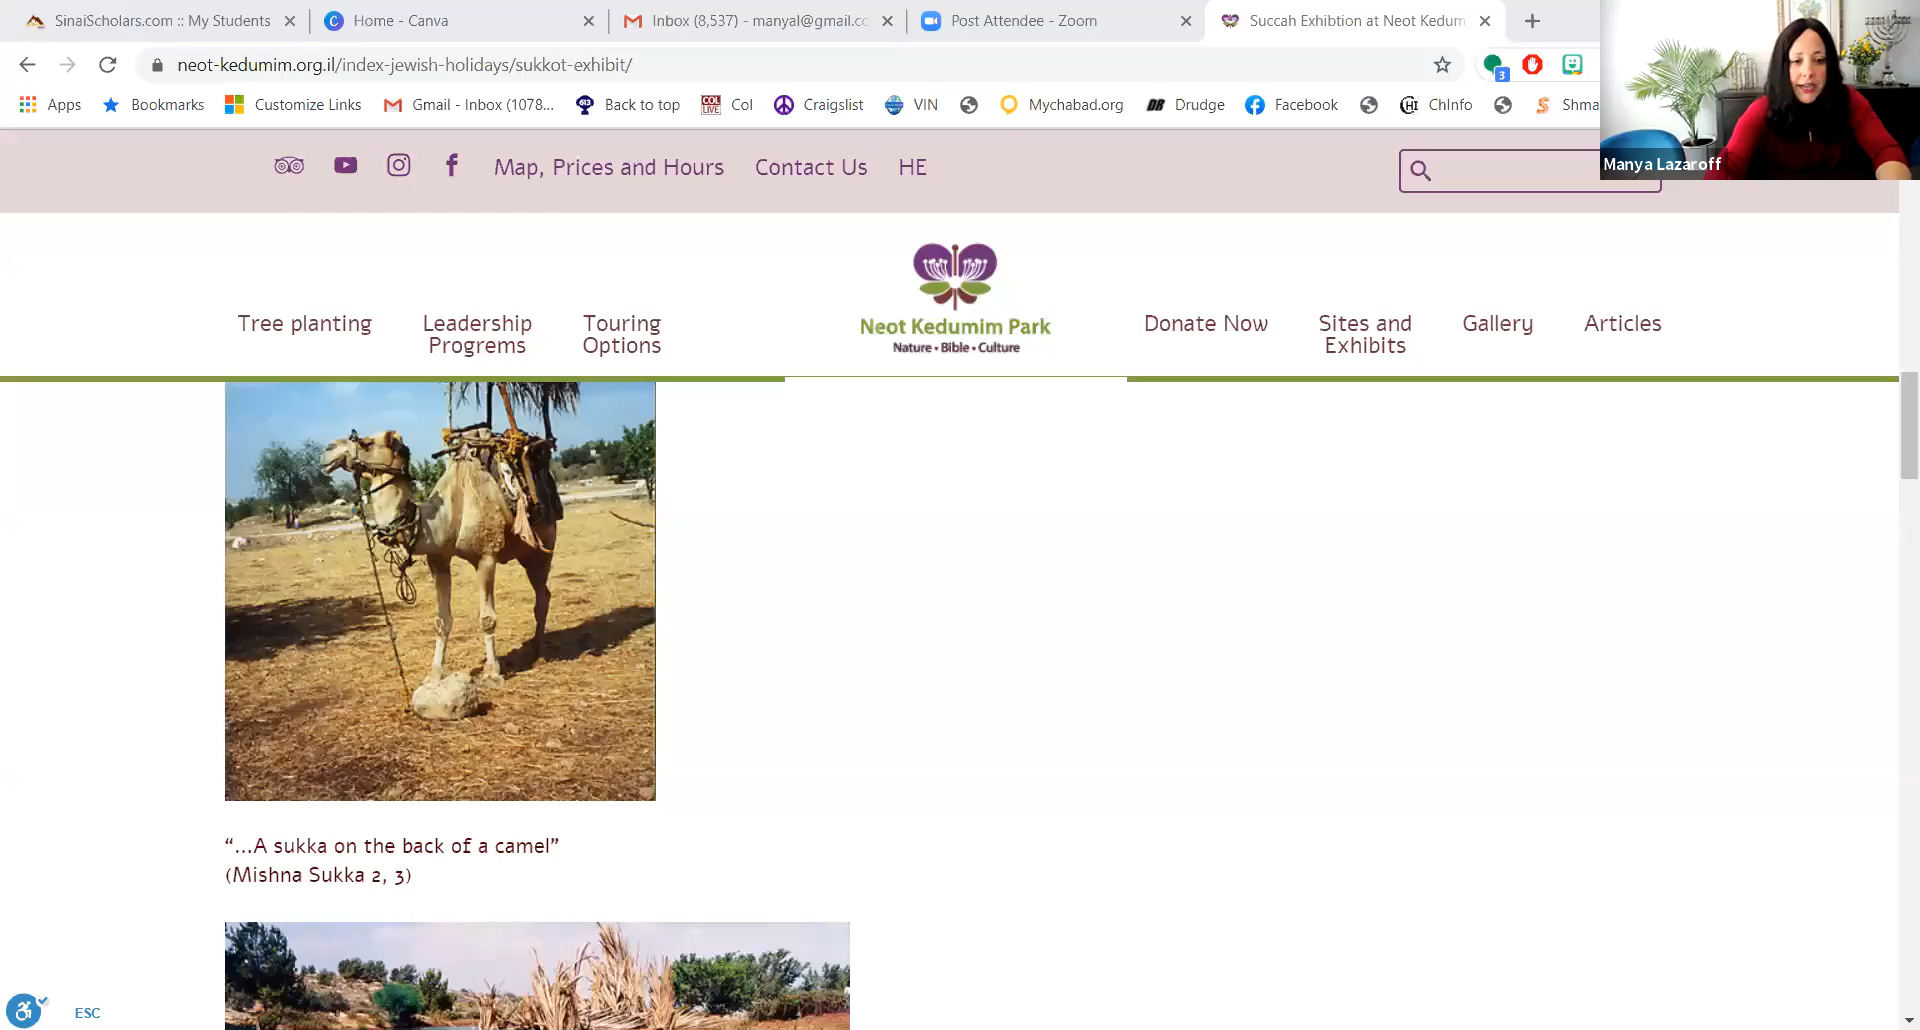 SinaiScholars.com :: My Students
Home - Canva
Inbox (8,537) - manyal@gmail.cc
Post Attendee - Zoom
Succah Exhibtion at Neot Kedum
neot-kedumim.org.il/index-jewish-holidays/sukkot-exhibit/
3
Apps
Bookmarks
Customize Links
Gmail - Inbox (1078...
Back to top
Col
Craigslist
VIN
Mychabad.org
Drudge
Facebook
ChInfo
Shma
Manya Lazaroff
Map, Prices and Hours
Contact Us
HE
Tree planting
Leadership
Progrems
Touring
Options
Neot Kedumim Park
Nature • Bible • Culture
Donate Now
Sites and
Exhibits
Gallery
Articles
“...A sukka on the back of a camel”
(Mishna Sukka 2, 3)
ESC